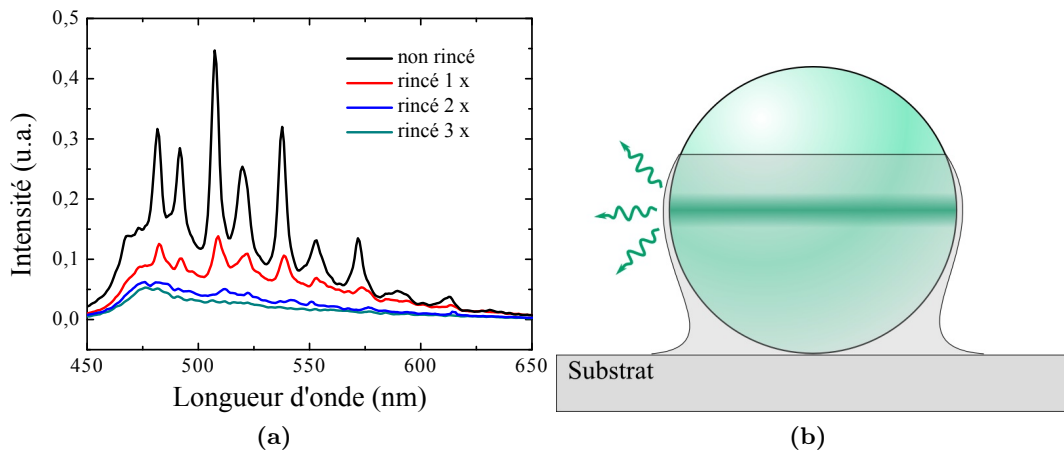 0,5
0,4
0,3
0,2
0,1
0,0
Intensité (u.a.)
non rincé
rincé 1 x
rincé 2 x
rincé 3 x
450 500 550 600 650
Longueur d'onde (nm)
(a)
Substrat
(b)